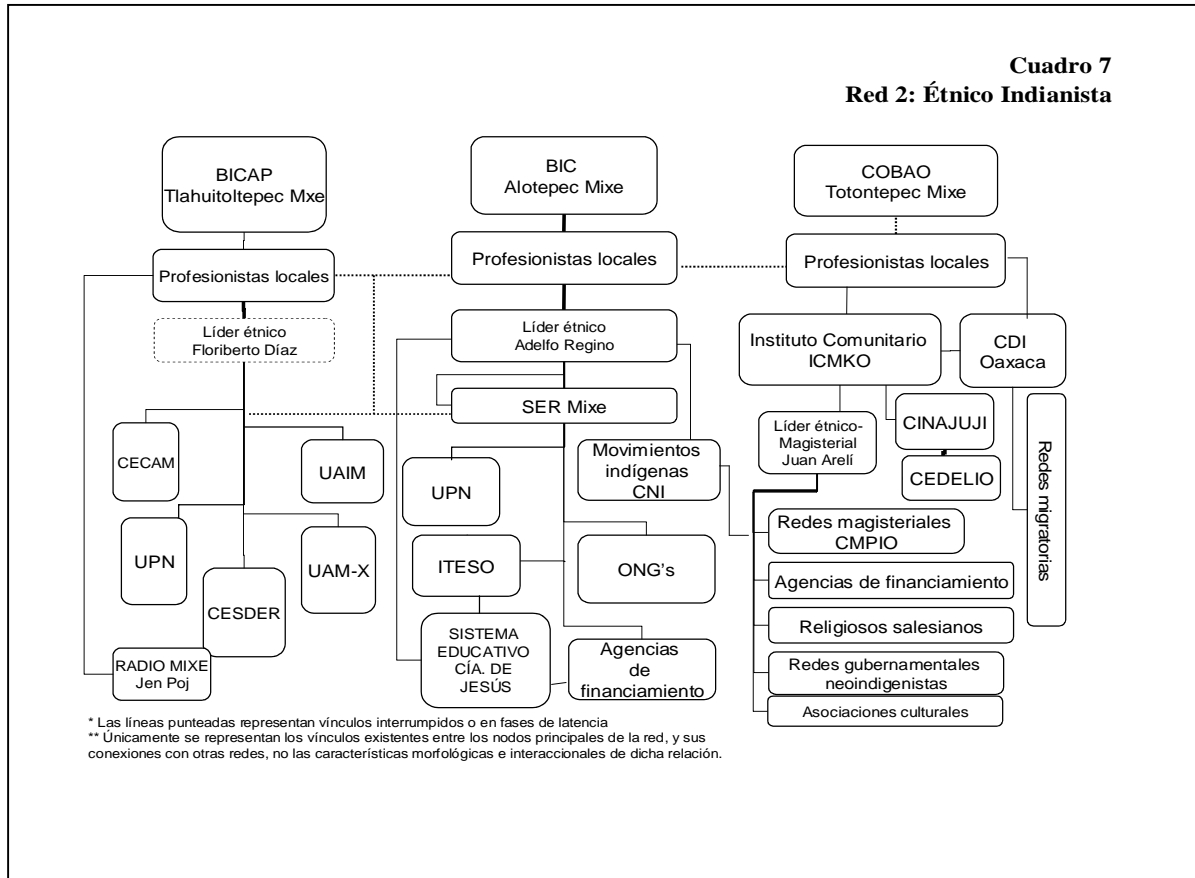 Cuadro 7
Red 2: Étnico Indianista
BICAP
Tlahuitoltepec Mxe
BIC
Alotepec Mixe
COBAO
Totontepec Mixe
Profesionistas locales
Profesionistas locales
Profesionistas locales
Líder étnico
Floriberto Díaz
Líder étnico
Adelfo Regino
Instituto Comunitario
ICMKO
CDI
Oaxaca
SER Mixe
CECAM
UAIM
UPN
Movimientos
indígenas
CNI
Líder étnico-
Magisterial
Juan Arelí
CINAJUJI
CEDELIO
Redes migratorias
UPN
CESDER
UAM-X
ITESO
ONG's
Redes magisteriales
CMPIO
Agencias de financiamiento
Religiosos salesianos
RADIO MIXE
Jen Poj
SISTEMA
EDUCATIVO
CÍA. DE
JESÚS
Agencias
de
financiamiento
Redes gubernamentales
neoindigenistas
Asociaciones culturales
* Las líneas punteadas representan vínculos interrumpidos o en fases de latencia
** Únicamente se representan los vínculos existentes entre los nodos principales de la red, y sus
conexiones con otras redes, no las características morfológicas e interaccionales de dicha relación.